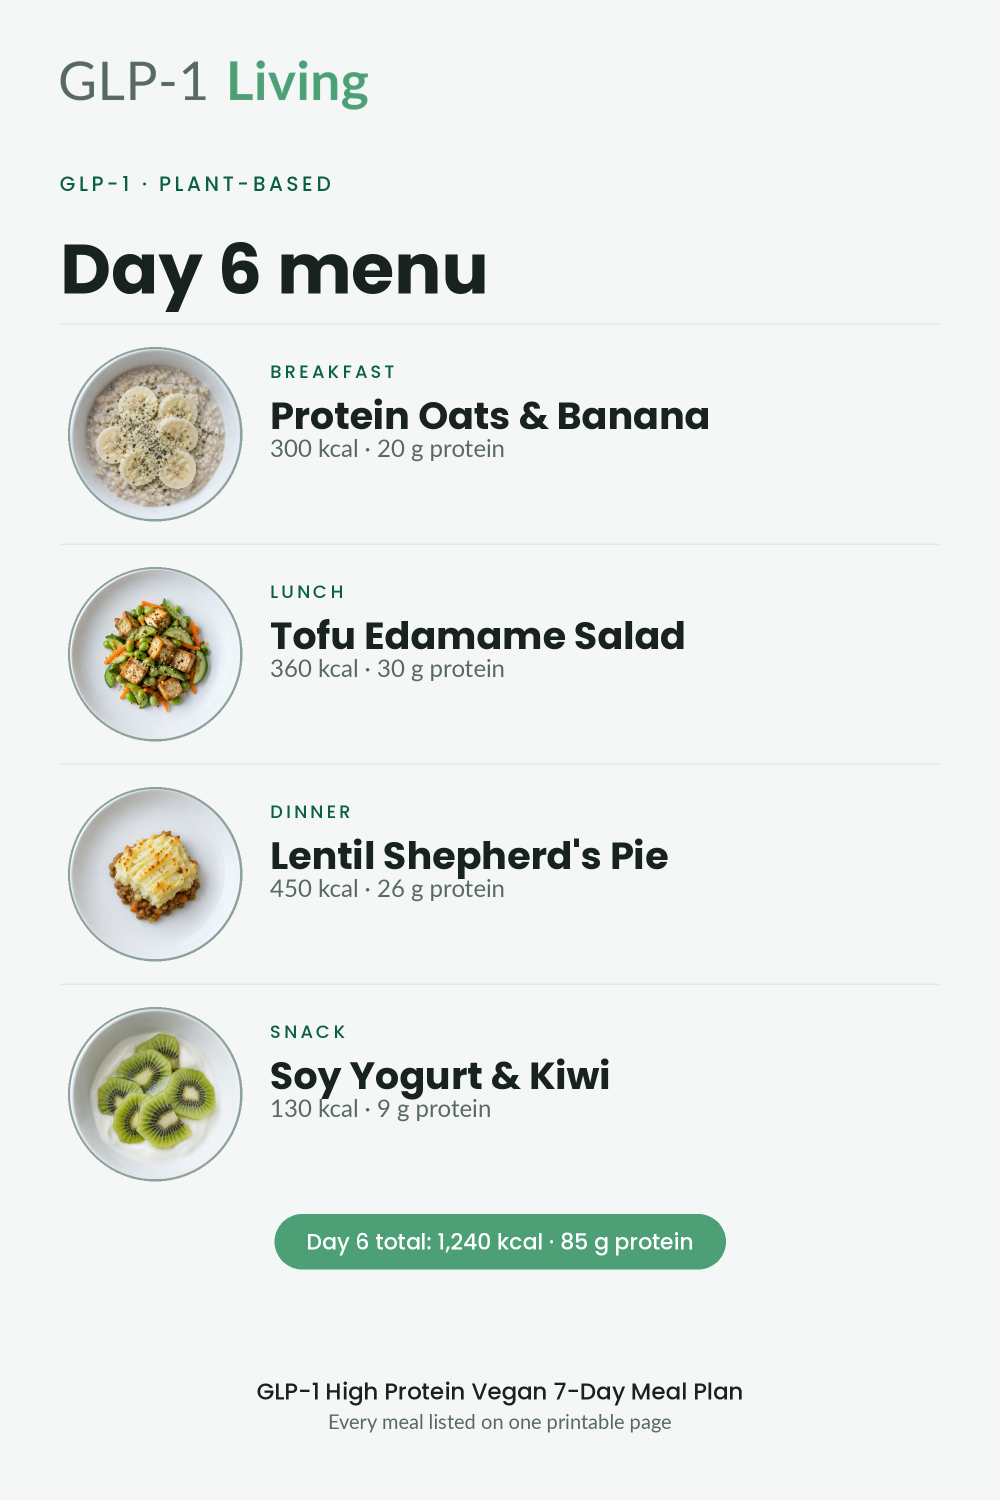 GLP-1 Living
GLP-1 · PLANT-BASED
Day 6 menu
BREAKFAST
Protein Oats & Banana
300 kcal · 20 g protein
LUNCH
Tofu Edamame Salad
360 kcal · 30 g protein
DINNER
Lentil Shepherd's Pie
450 kcal · 26 g protein
SNACK
Soy Yogurt & Kiwi
130 kcal · 9 g protein
Day 6 total: 1,240 kcal · 85 g protein
GLP-1 High Protein Vegan 7-Day Meal Plan
Every meal listed on one printable page